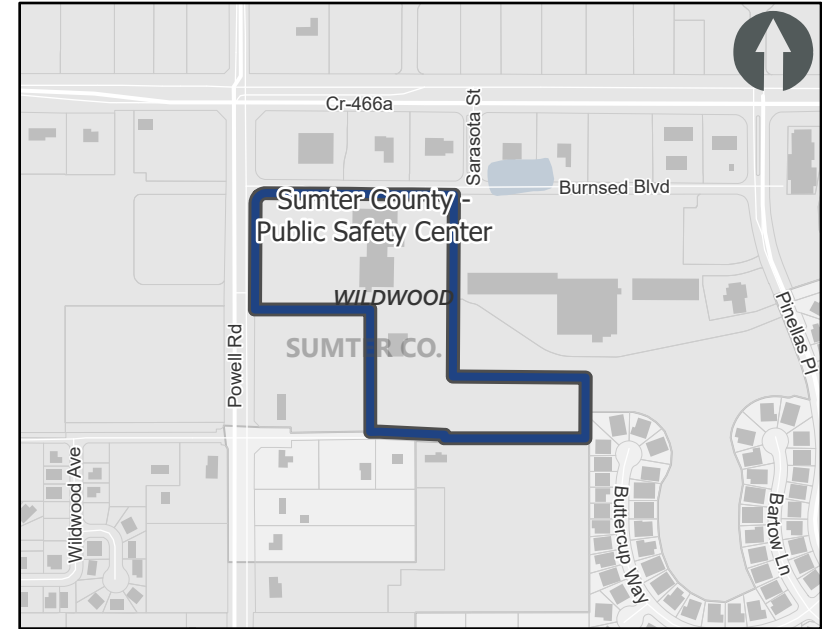 Cr-466a
Sarasota St
Burnsed Blvd
Sumter County -
Public Safety Center
WILDWOOD
SUMTER CO.
Powell Rd
Pinellas Pl
Wildwood Ave
Buttercup Way
Bartow Ln